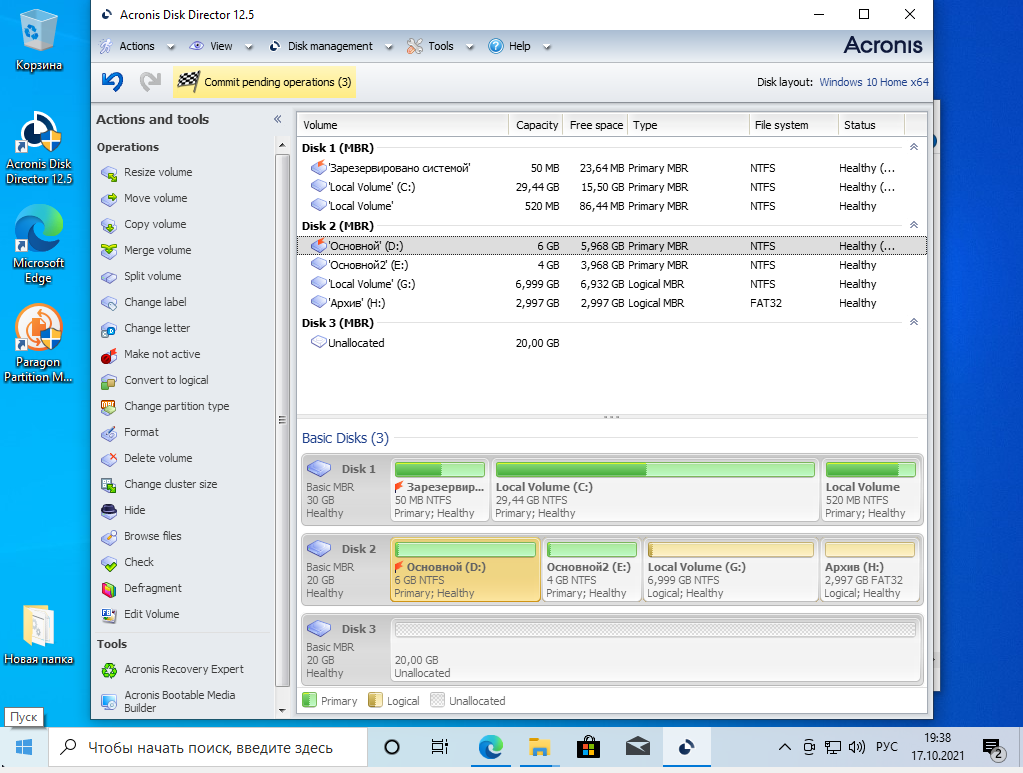 Корзина
Acronis Disk
Director 12.5
Microsoft
Edge
Paragon
Partition M...
Новая папка
Пуск
Acronis Disk Director 12.5
Actions View Disk management Tools Help
Acronis
Commit pending operations (3)
Disk layout: Windows 10 Home x64
Actions and tools «
Operations
Resize volume
Move volume
Copy volume
Merge volume
Split volume
Change label
Change letter
Make not active
Convert to logical
Change partition type
Format
Delete volume
Change cluster size
Hide
Browse files
Check
Defragment
Edit Volume
Tools
Acronis Recovery Expert
Acronis Bootable Media
Builder
Volume Capacity Free space Type File system Status
Disk 1 (MBR)
'Зарезервировано системой' 50 MB 23,64 MB Primary MBR NTFS Healthy (...
'Local Volume' (C:) 29,44 GB 15,50 GB Primary MBR NTFS Healthy (...
'Local Volume' 520 MB 86,44 MB Primary MBR NTFS Healthy
Disk 2 (MBR)
'Основной' (D:) 6 GB 5,968 GB Primary MBR NTFS Healthy (...
'Основной2' (E:) 4 GB 3,968 GB Primary MBR NTFS Healthy
'Local Volume' (G:) 6,999 GB 6,932 GB Logical MBR NTFS Healthy
'Архив' (H:) 2,997 GB 2,997 GB Logical MBR FAT32 Healthy
Disk 3 (MBR)
Unallocated 20,00 GB
Basic Disks (3)
Disk 1
Basic MBR
30 GB
Healthy
Зарезервир...
50 MB NTFS
Primary; Healthy
Local Volume (C:)
29,44 GB NTFS
Primary; Healthy
Local Volume
520 MB NTFS
Primary; Healthy
Disk 2
Basic MBR
20 GB
Healthy
Основной (D:)
6 GB NTFS
Primary; Healthy
Основной2 (E:)
4 GB NTFS
Primary; Healthy
Local Volume (G:)
6,999 GB NTFS
Logical; Healthy
Архив (H:)
2,997 GB FAT32
Logical; Healthy
Disk 3
Basic MBR
20 GB
Healthy
20,00 GB
Unallocated
Primary Logical Unallocated
Чтобы начать поиск, введите здесь
РУС
19:38
17.10.2021
2